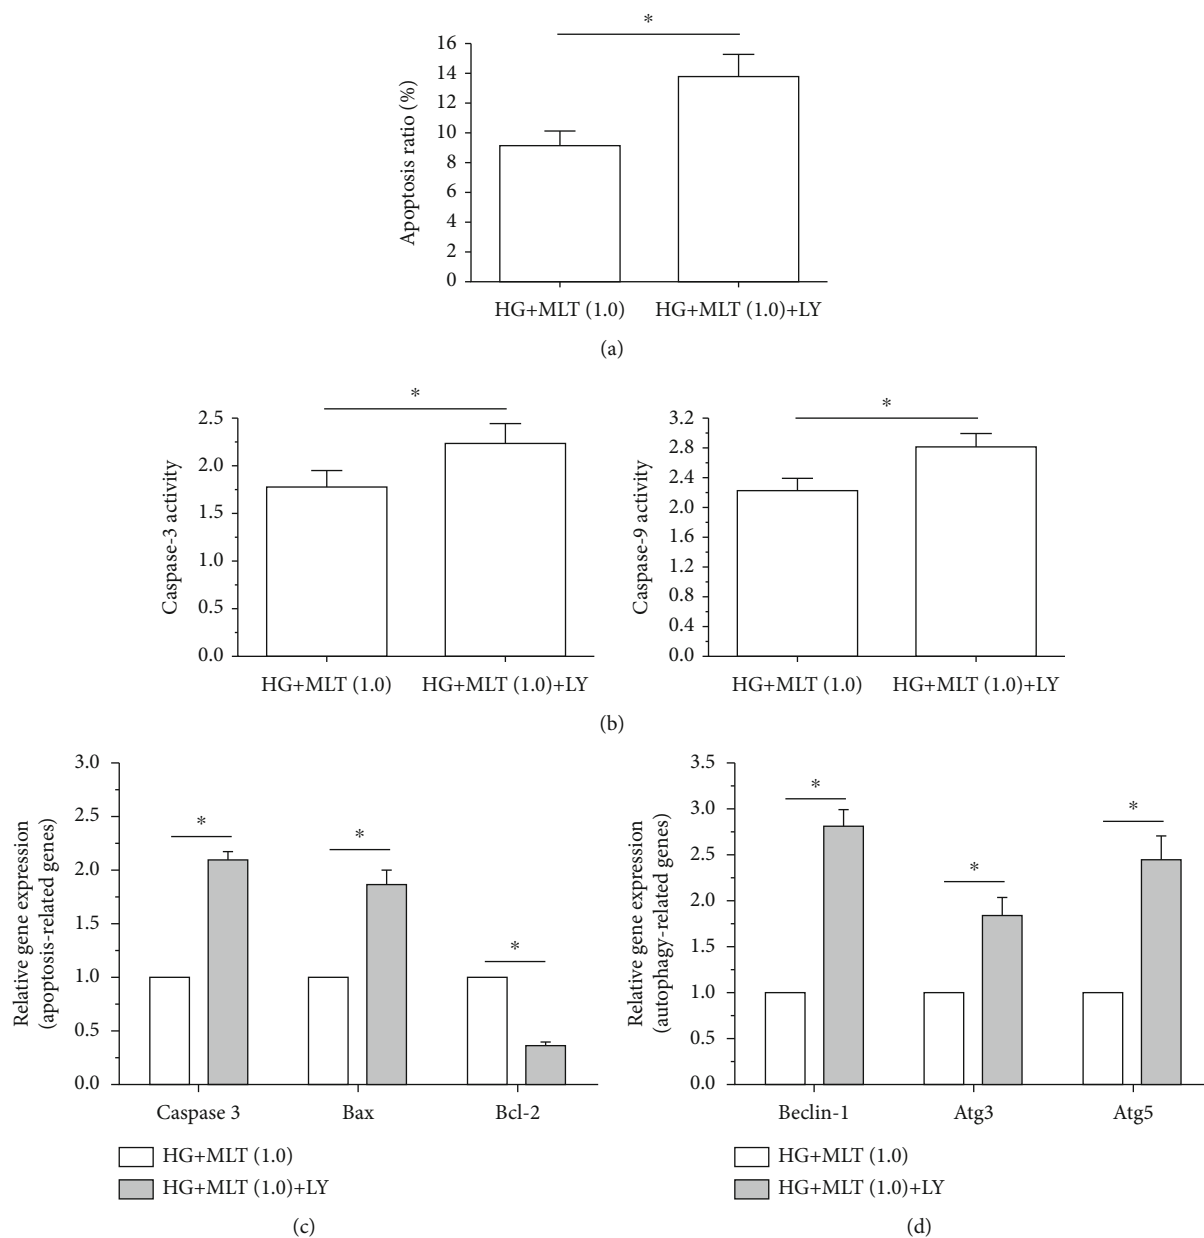 *
Apoptosis ratio (%)
16
14
12
10
8
6
4
2
0
HG+MLT (1.0) HG+MLT (1.0)+LY
(a)
*
Caspase-3 activity
2.5
2.0
1.5
1.0
0.5
0.0
HG+MLT (1.0) HG+MLT (1.0)+LY
*
Caspase-9 activity
3.2
2.8
2.4
2.0
1.6
1.2
0.8
0.4
0.0
HG+MLT (1.0) HG+MLT (1.0)+LY
(b)
Relative gene expression
(apoptosis-related genes)
3.0
2.5
2.0
1.5
1.0
0.5
0.0
*
*
*
Caspase 3 Bax Bcl-2
HG+MLT (1.0)
HG+MLT (1.0)+LY
(c)
Relative gene expression
(autophagy-related genes)
3.5
3.0
2.5
2.0
1.5
1.0
0.5
0.0
*
*
*
Beclin-1 Atg3 Atg5
HG+MLT (1.0)
HG+MLT (1.0)+LY
(d)